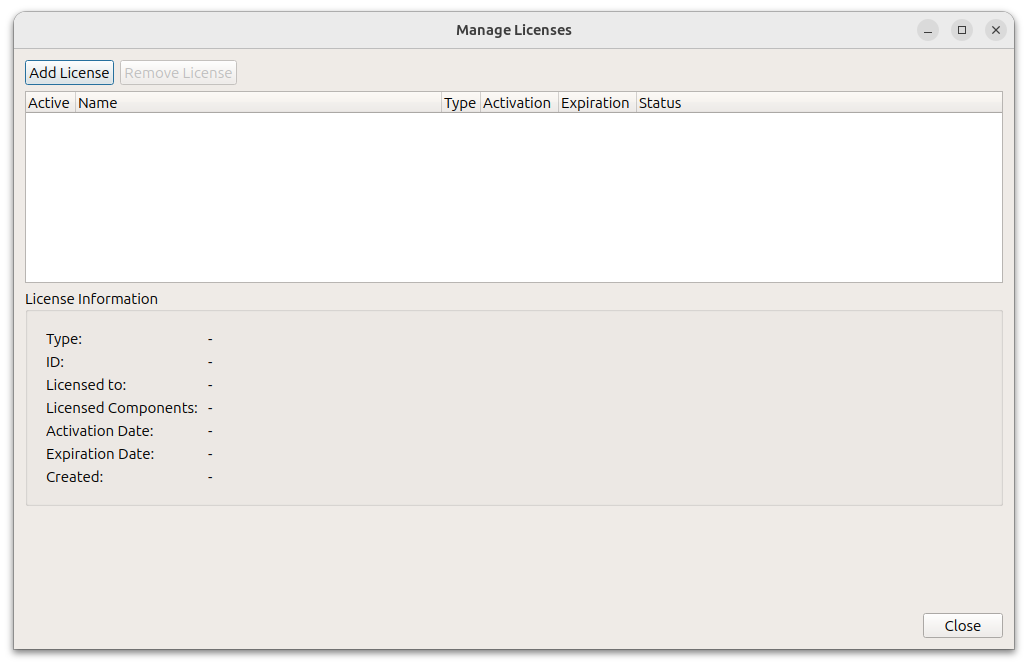 Manage Licenses
Add License Remove License
Active Name Type Activation Expiration Status
License Information
Type: -
ID: -
Licensed to: -
Licensed Components: -
Activation Date: -
Expiration Date: -
Created: -
Close